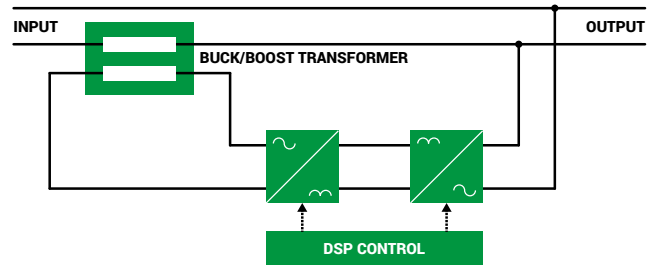 INPUT
OUTPUT
BUCK/BOOST TRANSFORMER
DSP CONTROL